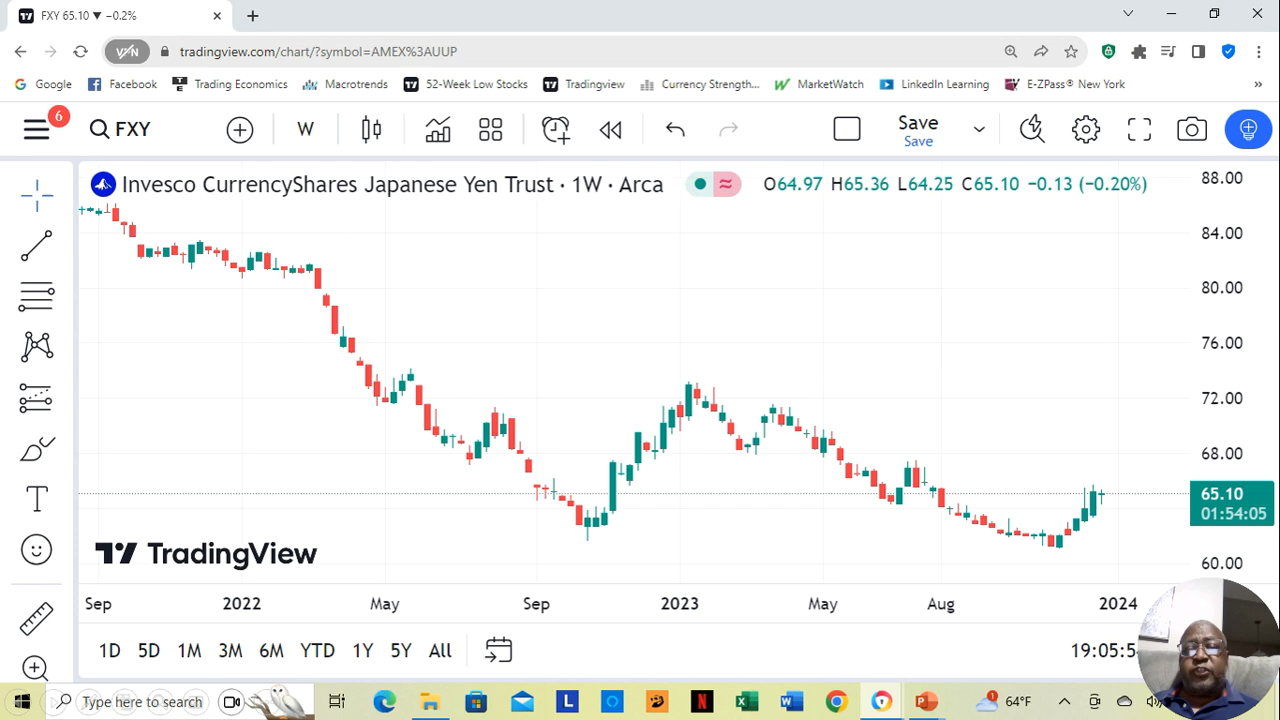 FXY 65.10 ▼ −0.2%
VPN tradingview.com/chart/?symbol=AMEX%3AUUP
Google Facebook Trading Economics Macrotrends 52-Week Low Stocks Tradingview Currency Strength... MarketWatch LinkedIn Learning E-ZPass® New York »
6
FXY W Save
Save
Invesco CurrencyShares Japanese Yen Trust · 1W · Arca O64.97 H65.36 L64.25 C65.10 −0.13 (−0.20%)
88.00
84.00
80.00
76.00
72.00
68.00
65.10
01:54:05
60.00
TradingView
Sep 2022 May Sep 2023 May Aug 2024
1D 5D 1M 3M 6M YTD 1Y 5Y All 19:05:5
Type here to search L 1 64°F